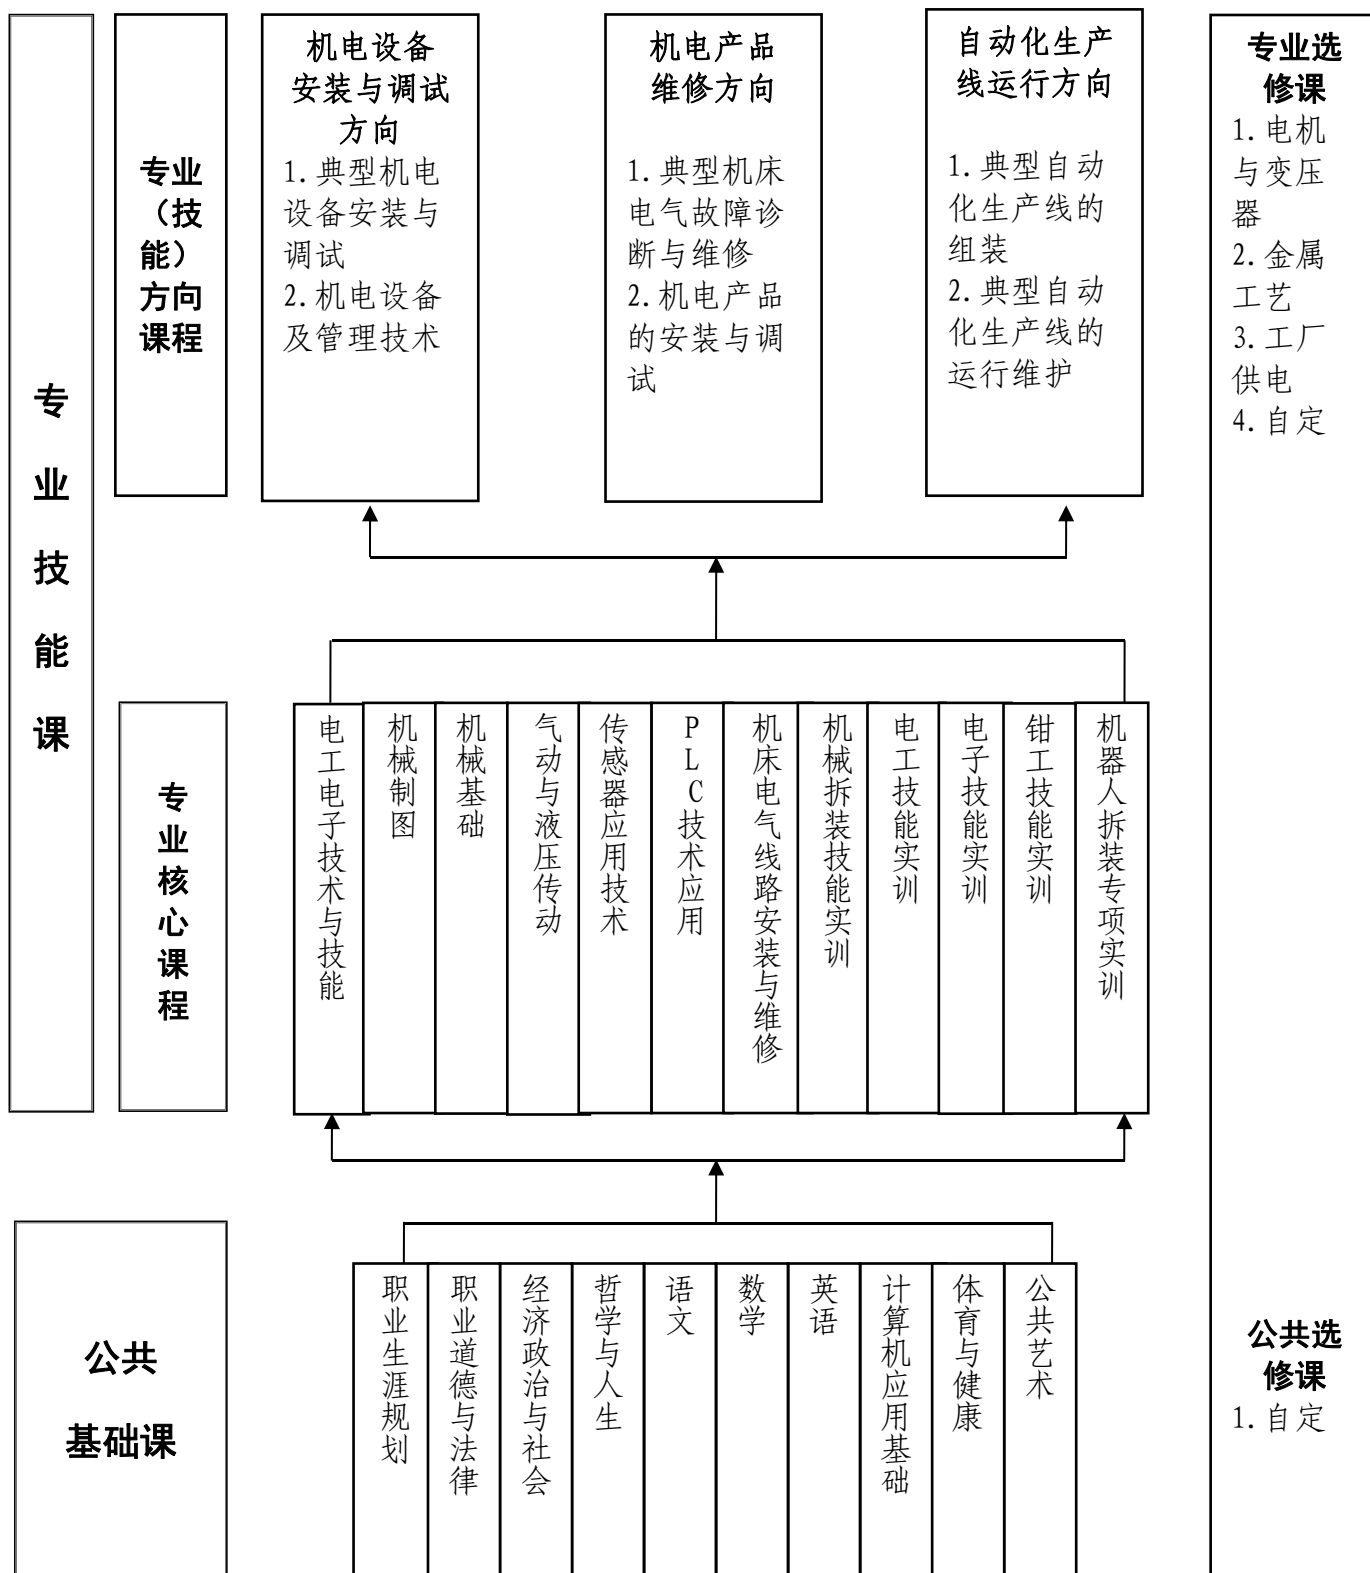 专业技能课
专业
（技
能）
方向
课程
机电设备
安装与调试
方向
1.典型机电
设备安装与
调试
2.机电设备
及管理技术
机电产品
维修方向
1.典型机床
电气故障诊
断与维修
2.机电产品
的安装与调
试
自动化生产
线运行方向
1.典型自动
化生产线的
组装
2.典型自动
化生产线的
运行维护
专业选
修课
1.电机
与变压
器
2.金属
工艺
3.工厂
供电
4.自定
专业核心课程
电工电子技术与技能
机械制图
机械基础
气动与液压传动
传感器应用技术
PLC技术应用
机床电气线路安装与维修
机械拆装技能实训
电工技能实训
电子技能实训
钳工技能实训
机器人拆装专项实训
公共
基础课
职业生涯规划
职业道德与法律
经济政治与社会
哲学与人生
语文
数学
英语
计算机应用基础
体育与健康
公共艺术
公共选
修课
1.自定